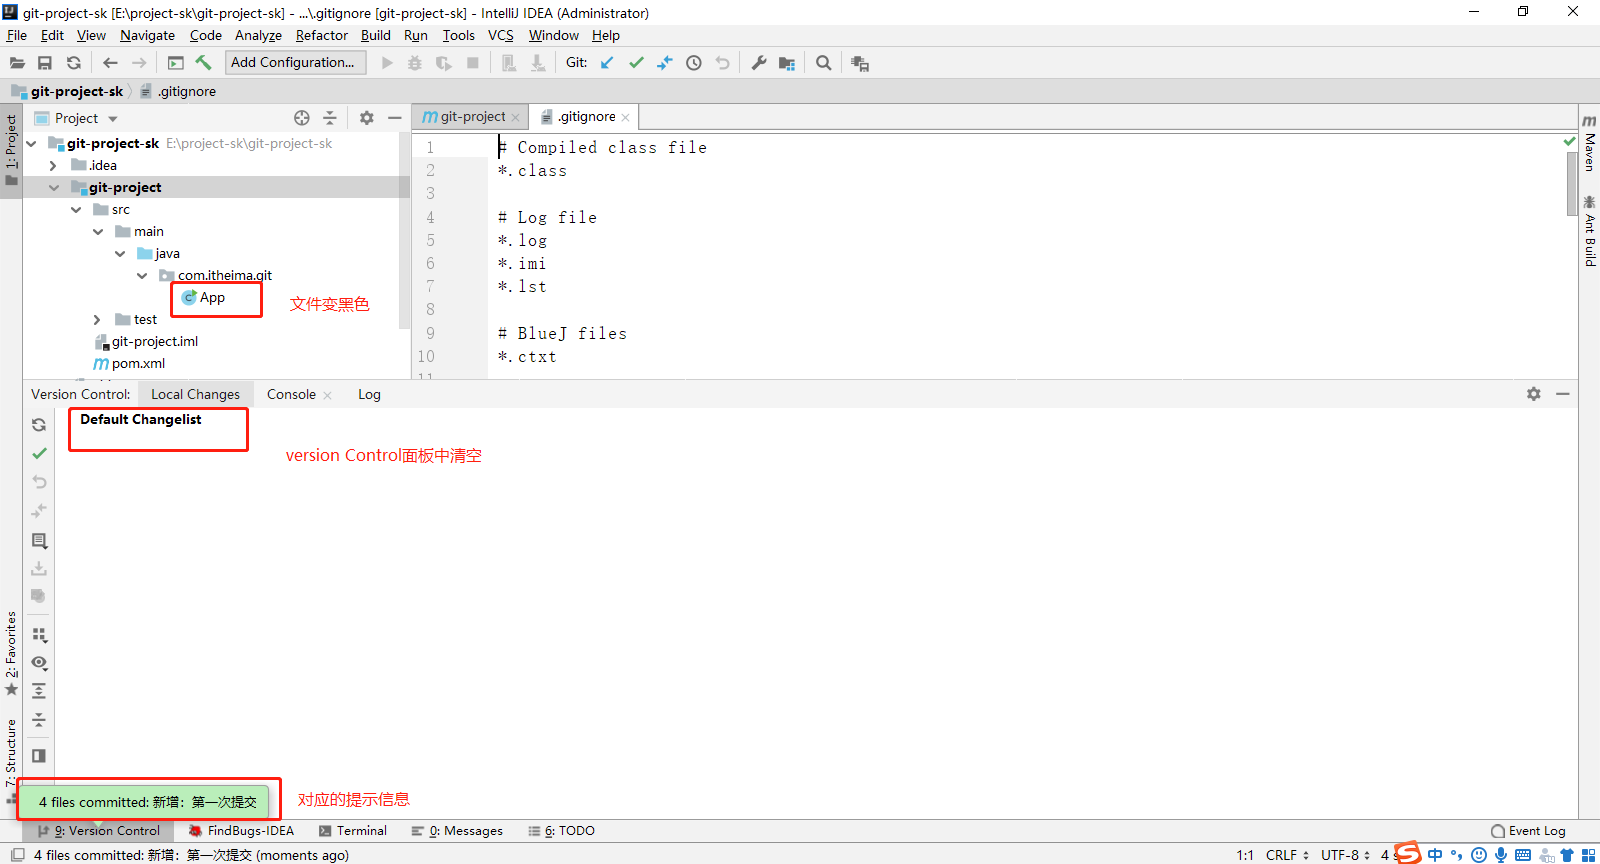 git-project-sk [E:\project-sk\git-project-sk] - ...\.gitignore [git-project-sk] - IntelliJ IDEA (Administrator)
File Edit View Navigate Code Analyze Refactor Build Run Tools VCS Window Help
Add Configuration... Git:
git-project-sk .gitignore
1: Project
Project
git-project .gitignore
git-project-sk E:\project-sk\git-project-sk
.idea
git-project
src
main
java
com.itheima.git
App
文件变黑色
test
git-project.iml
pom.xml
1 # Compiled class file
2 *.class
3
4 # Log file
5 *.log
6 *.imi
7 *.lst
8
9 # BlueJ files
10 *.ctxt
11
Maven
Ant Build
Version Control: Local Changes Console Log
Default Changelist
version Control面板中清空
2: Favorites
7: Structure
4 files committed: 新增：第一次提交
对应的提示信息
9: Version Control FindBugs-IDEA Terminal 0: Messages 6: TODO Event Log
4 files committed: 新增：第一次提交 (moments ago) 1:1 CRLF UTF-8 4 s 中